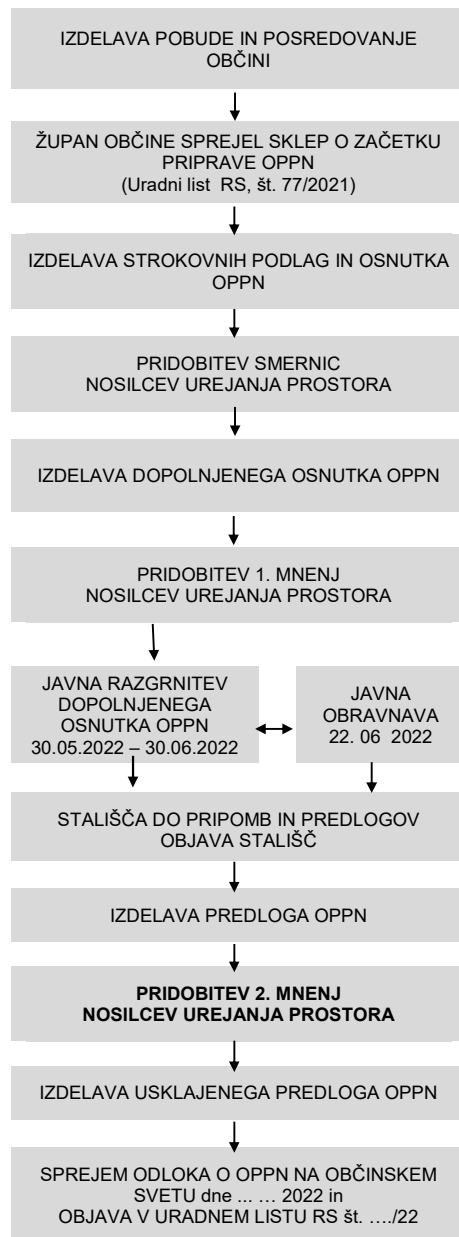 IZDELAVA POBUDE IN POSREDOVANJE
OBČINI
ŽUPAN OBČINE SPREJEL SKLEP O ZAČETKU
PRIPRAVE OPPN
(Uradni list RS, št. 77/2021)
IZDELAVA STROKOVNIH PODLAG IN OSNUTKA
OPPN
PRIDOBITEV SMERNIC
NOSILCEV UREJANJA PROSTORA
IZDELAVA DOPOLNJENEGA OSNUTKA OPPN
PRIDOBITEV 1. MNENJ
NOSILCEV UREJANJA PROSTORA
JAVNA RAZGRNITEV
DOPOLNJENEGA
OSNUTKA OPPN
30.05.2022 – 30.06.2022
JAVNA
OBRAVNAVA
22. 06 2022
STALIŠČA DO PRIPOMB IN PREDLOGOV
OBJAVA STALIŠČ
IZDELAVA PREDLOGA OPPN
PRIDOBITEV 2. MNENJ
NOSILCEV UREJANJA PROSTORA
IZDELAVA USKLAJENEGA PREDLOGA OPPN
SPREJEM ODLOKA O OPPN NA OBČINSKEM
SVETU dne ... … 2022 in
OBJAVA V URADNEM LISTU RS št. …./22